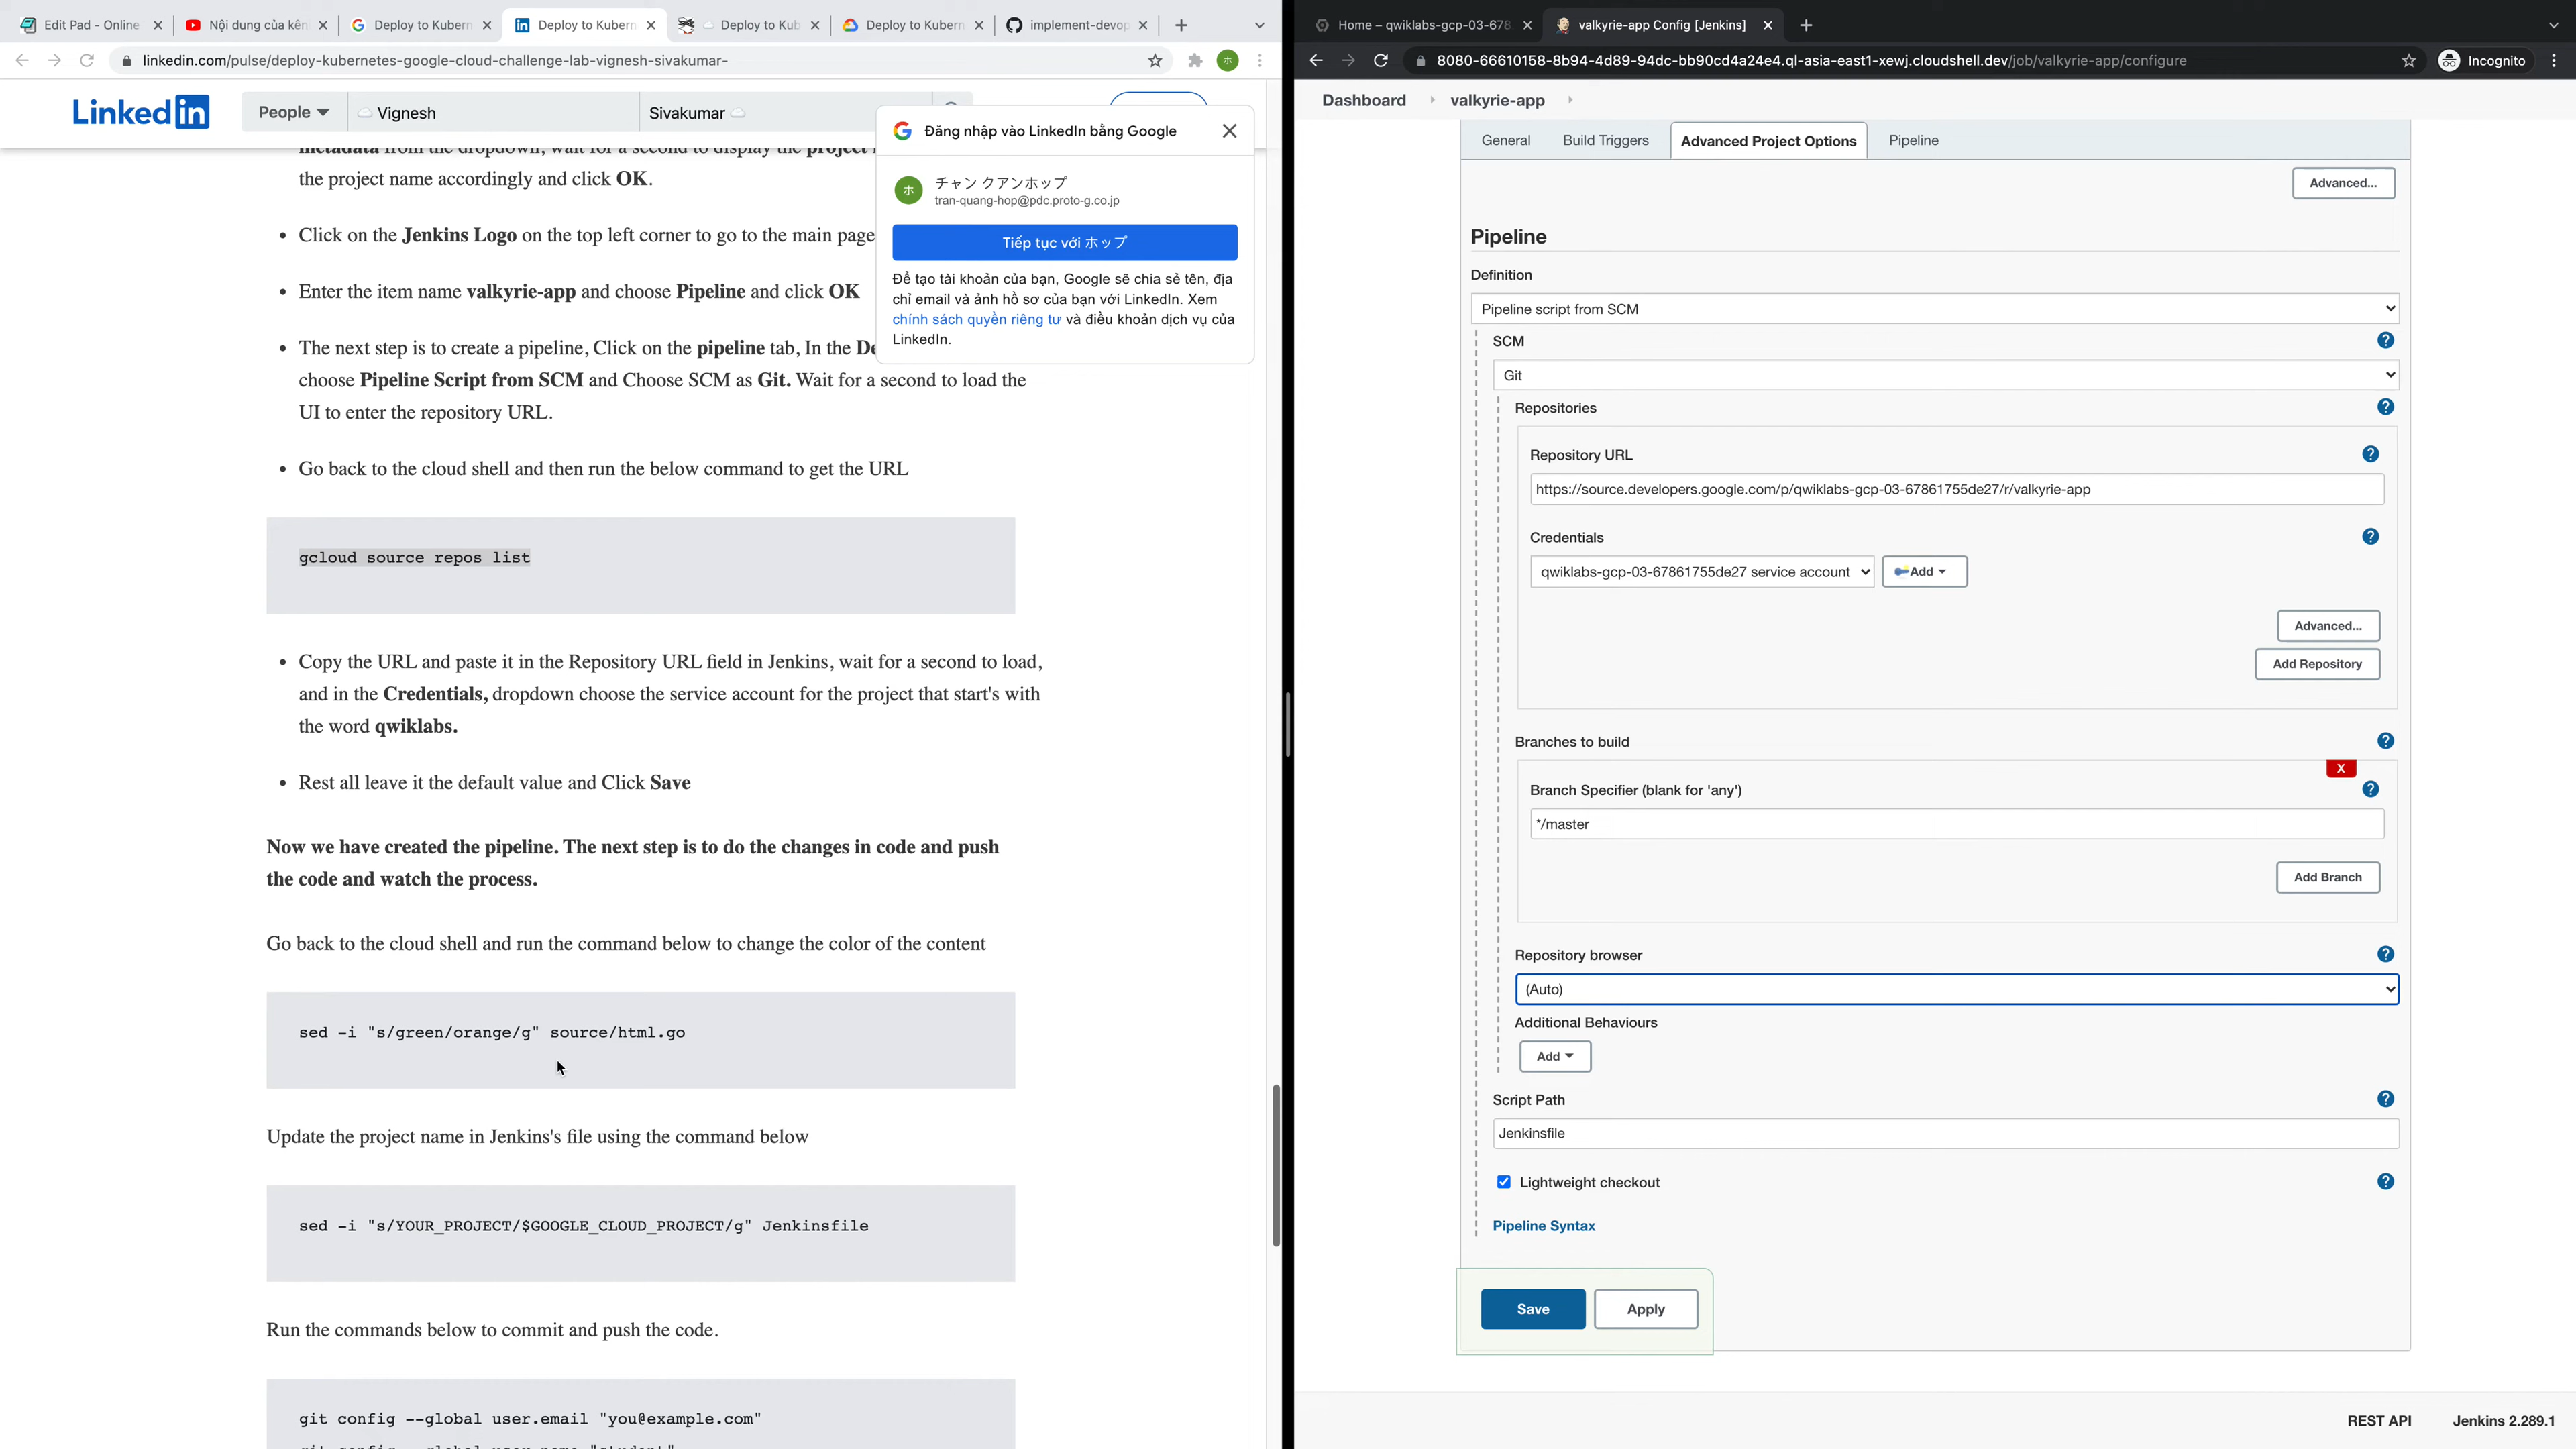 Edit Pad - Online
Nội dung của kên
Deploy to Kubern
Deploy to Kubern
Deploy to Kub
Deploy to Kubern
implement-devop
linkedin.com/pulse/deploy-kubernetes-google-cloud-challenge-lab-vignesh-sivakumar-
ホ
Linked in
People
Vignesh
Sivakumar
metadata from the dropdown, wait for a second to display the project
the project name accordingly and click OK.
• Click on the Jenkins Logo on the top left corner to go to the main page
• Enter the item name valkyrie-app and choose Pipeline and click OK
• The next step is to create a pipeline, Click on the pipeline tab, In the De
choose Pipeline Script from SCM and Choose SCM as Git. Wait for a second to load the
UI to enter the repository URL.
• Go back to the cloud shell and then run the below command to get the URL
gcloud source repos list
• Copy the URL and paste it in the Repository URL field in Jenkins, wait for a second to load,
and in the Credentials, dropdown choose the service account for the project that start's with
the word qwiklabs.
• Rest all leave it the default value and Click Save
Now we have created the pipeline. The next step is to do the changes in code and push
the code and watch the process.
Go back to the cloud shell and run the command below to change the color of the content
sed -i "s/green/orange/g" source/html.go
Update the project name in Jenkins's file using the command below
sed -i "s/YOUR_PROJECT/$GOOGLE_CLOUD_PROJECT/g" Jenkinsfile
Run the commands below to commit and push the code.
git config --global user.email "you@example.com"
git config --global user.name "student"
Đăng nhập vào LinkedIn bằng Google
ホ
チャン クアンホップ
tran-quang-hop@pdc.proto-g.co.jp
Tiếp tục với ホップ
Để tạo tài khoản của bạn, Google sẽ chia sẻ tên, địa
chỉ email và ảnh hồ sơ của bạn với LinkedIn. Xem
chính sách quyền riêng tư và điều khoản dịch vụ của
LinkedIn.
Home – qwiklabs-gcp-03-678
valkyrie-app Config [Jenkins]
8080-66610158-8b94-4d89-94dc-bb90cd4a24e4.ql-asia-east1-xewj.cloudshell.dev/job/valkyrie-app/configure
Incognito
Dashboard
valkyrie-app
General
Build Triggers
Advanced Project Options
Pipeline
Advanced...
Pipeline
Definition
Pipeline script from SCM
SCM
?
Git
Repositories
?
Repository URL
?
https://source.developers.google.com/p/qwiklabs-gcp-03-67861755de27/r/valkyrie-app
Credentials
?
qwiklabs-gcp-03-67861755de27 service account
Add
Advanced...
Add Repository
Branches to build
?
X
Branch Specifier (blank for 'any')
?
*/master
Add Branch
Repository browser
?
(Auto)
Additional Behaviours
Add
Script Path
?
Jenkinsfile
Lightweight checkout
?
Pipeline Syntax
Save
Apply
REST API
Jenkins 2.289.1